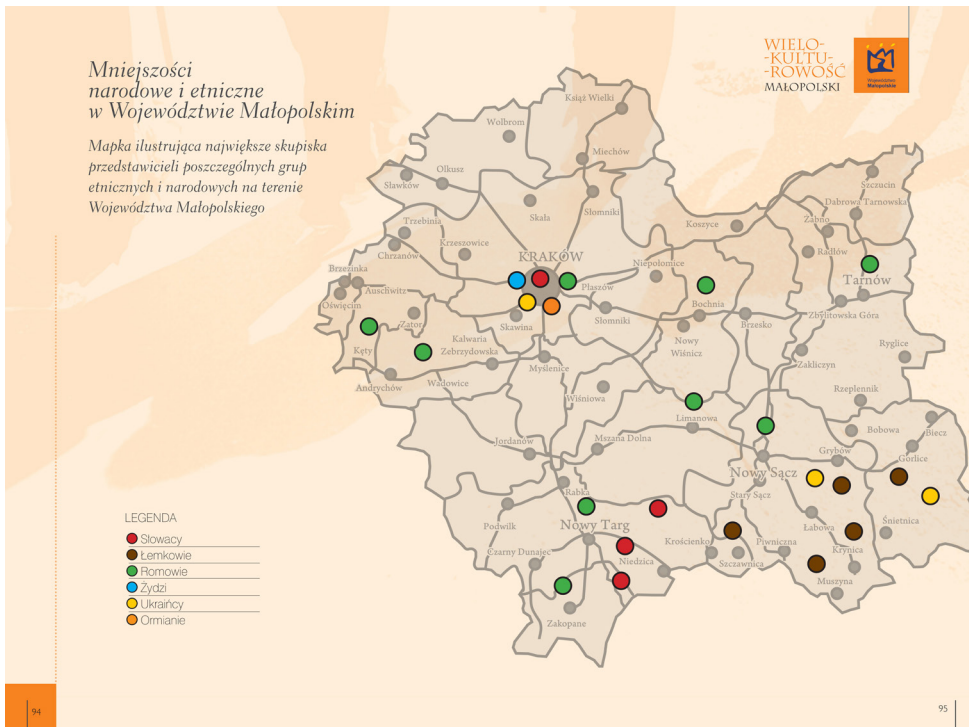 Mniejszości
narodowe i etniczne
w Województwie Małopolskim
Mapka ilustrująca największe skupiska
przedstawicieli poszczególnych grup
etnicznych i narodowych na terenie
Województwa Małopolskiego
WIELO-
-KULTU-
-ROWOŚĆ
MAŁOPOLSKI
Województwo
Małopolskie
Książ Wielki
Wolbrom
Miechów
Olkusz
Sławków
Szczucin
Skała
Słomniki
Dabrowa Tarnowska
Trzebinia
Żabno
Koszyce
Krzeszowice
Chrzanów
Radłów
KRAKÓW
Niepołomice
Brzezinka
Tarnów
Auschwitz
Płaszów
Oświęcim
Bochnia
Zator
Skawina
Słomniki
Zbylitowska Góra
Brzesko
Kalwaria
Zebrzydowska
Nowy
Wiśnicz
Ryglice
Kęty
Myślenice
Zakliczyn
Andrychów
Wadowice
Wiśniowa
Rzeplennik
Limanowa
Bobowa
Biecz
Jordanów
Mszana Dolna
Grybów
Gorlice
Nowy Sącz
Rabka
Stary Sącz
Podwilk
Nowy Targ
Łabowa
Śnietnica
Krościenko
Piwniczna
Czarny Dunajec
Niedzica
Szczawnica
Krynica
Muszyna
Zakopane
LEGENDA
Słowacy
Łemkowie
Romowie
Żydzi
Ukraińcy
Ormianie
94
95